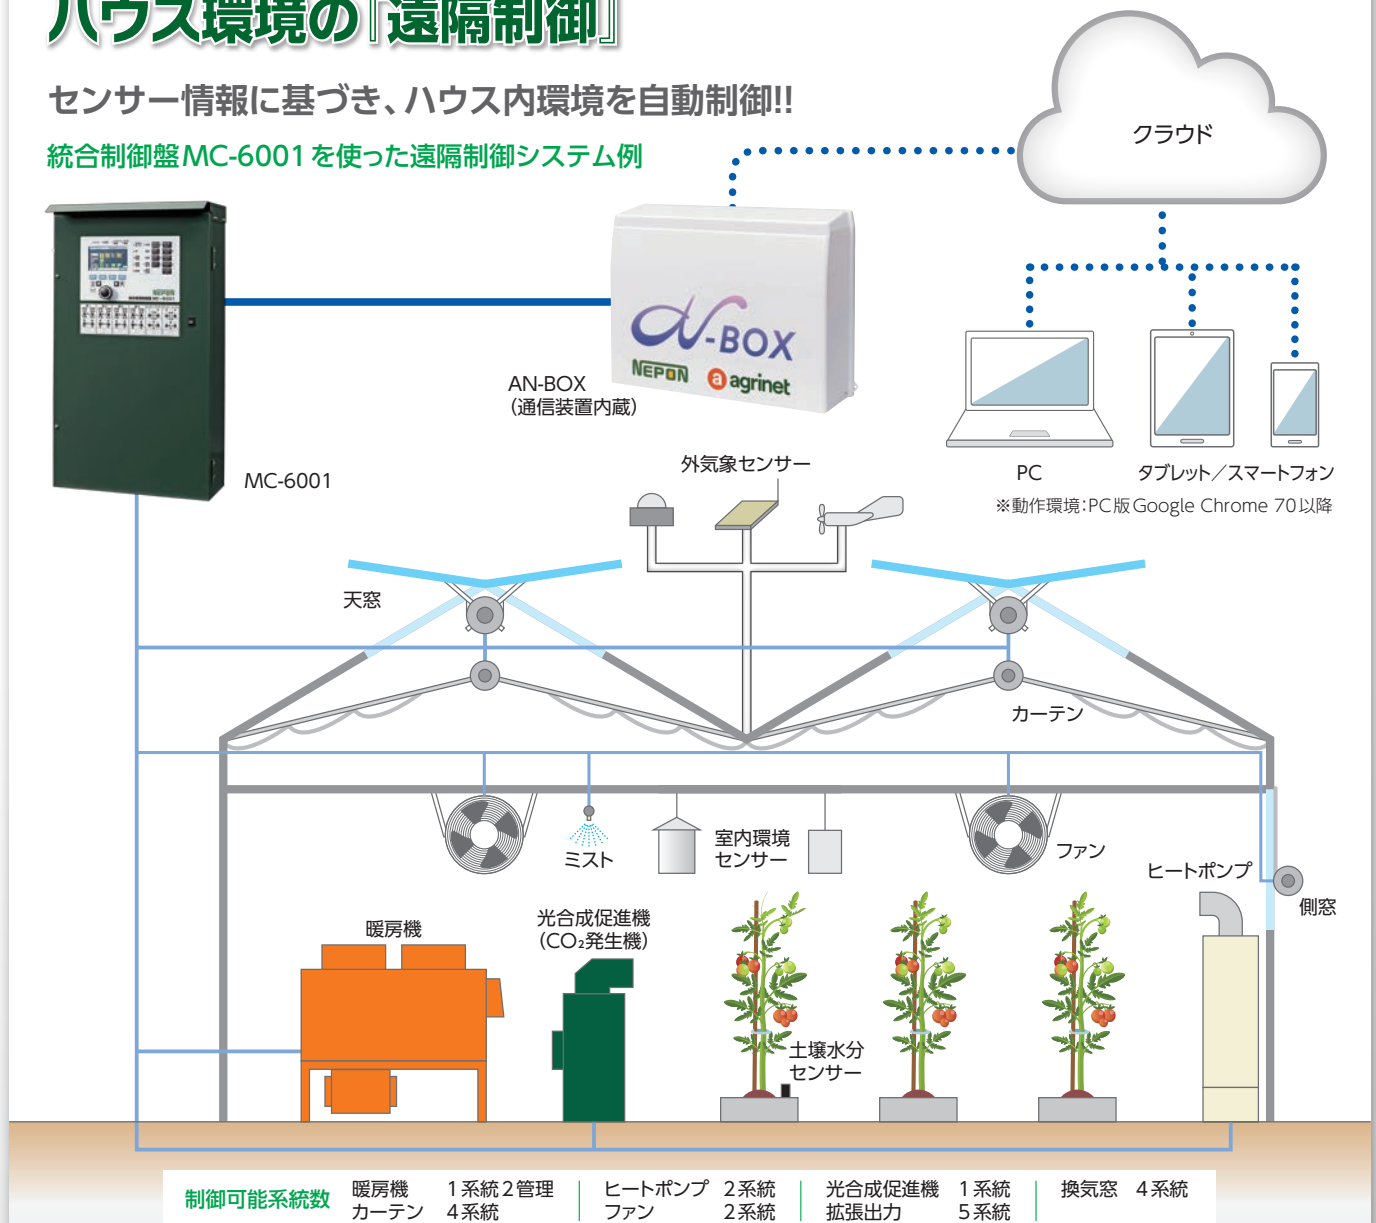 ハウス環境の『遠隔制御』
センサー情報に基づき、ハウス内環境を自動制御!!
統合制御盤MC-6001を使った遠隔制御システム例
クラウド
NEPON
MC-6001
AN-BOX
（通信装置内蔵）
N-BOX
NEPON
a agrinet
MC-6001
PC
タブレット／スマートフォン
※動作環境：PC版Google Chrome 70以降
外気象センサー
天窓
カーテン
ミスト
室内環境
センサー
ファン
ヒートポンプ
側窓
暖房機
光合成促進機
（CO₂発生機）
土壌水分
センサー
制御可能系統数
暖房機 1系統2管理
カーテン 4系統
ヒートポンプ 2系統
ファン 2系統
光合成促進機 1系統
拡張出力 5系統
換気窓 4系統